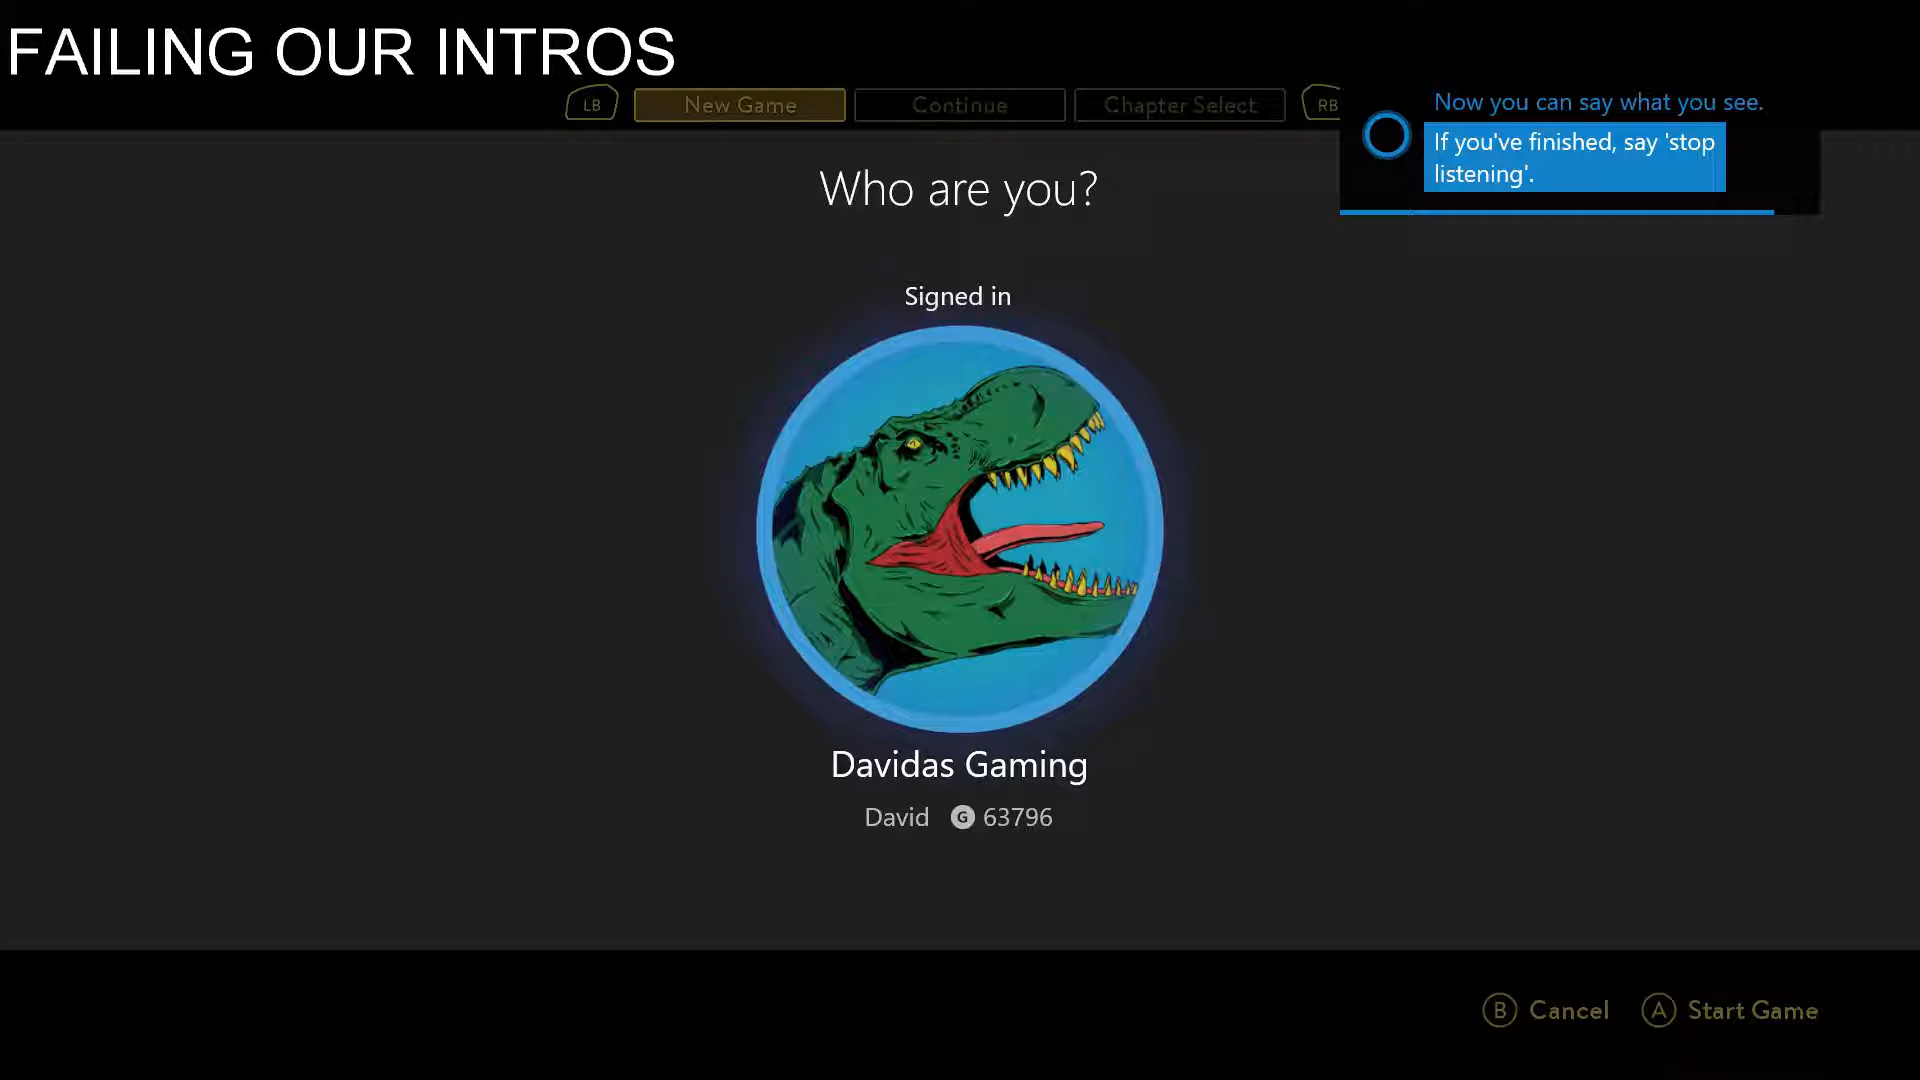 FAILING OUR INTROS
LB New Game Continue Chapter Select RB
Now you can say what you see.
If you've finished, say 'stop
listening'.
Who are you?
Signed in
Davidas Gaming
David G 63796
B Cancel A Start Game